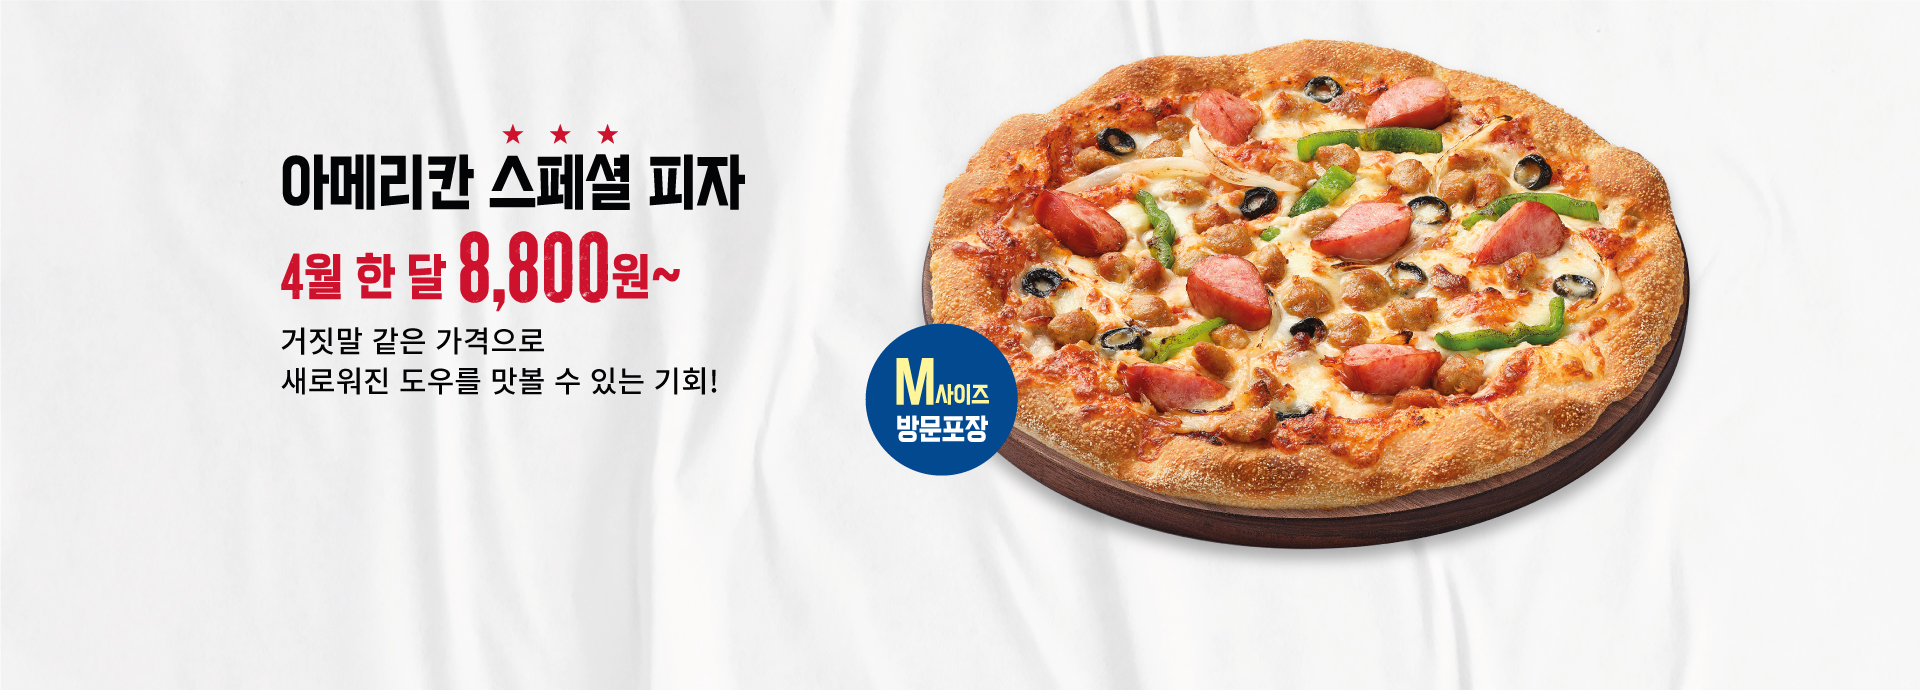 아메리칸 스페셜 피자
4월 한 달 8,800원~
거짓말 같은 가격으로
새로워진 도우를 맛볼 수 있는 기회!
M사이즈
방문포장